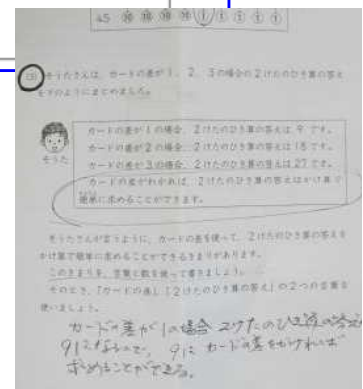 45 ⑩ ⑩ ⑩ ⑩ ① ① ① ① ①
(3) そうたさんは、カードの差が1、2、3の場合の2けたのひき算の答え
を下のようにまとめました。
そうた
カードの差が1の場合、2けたのひき算の答えは 9 です。
カードの差が2の場合、2けたのひき算の答えは 18 です。
カードの差が3の場合、2けたのひき算の答えは 27 です。
カードの差がわかれば、2けたのひき算の答えはかけ算で
簡単に求めることができます。
そうたさんが言うように、カードの差を使って、2けたのひき算の答えを
かけ算で簡単に求めることができるきまりがあります。
このきまりを、言葉と数を使って書きましょう。
そのとき、「カードの差」「2けたのひき算の答え」の2つの言葉を
使いましょう。
カードの差が1の場合 2けたのひき算の答えが
9になるので、9に カードの差をかければ
求めることができる。